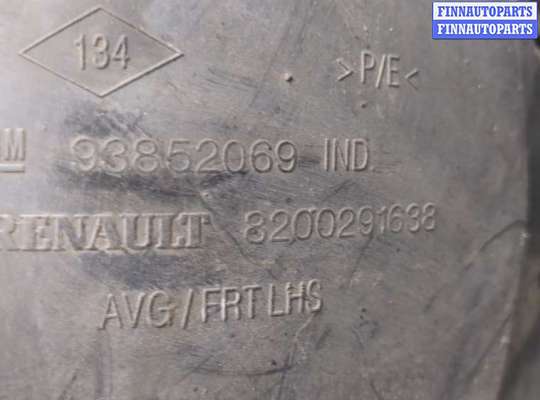 FINNAUTOPARTS
FINNAUTOPARTS
134
>P/E<
M 93852069 IND.
RENAULT 8200291638
AVG/FRT LHS